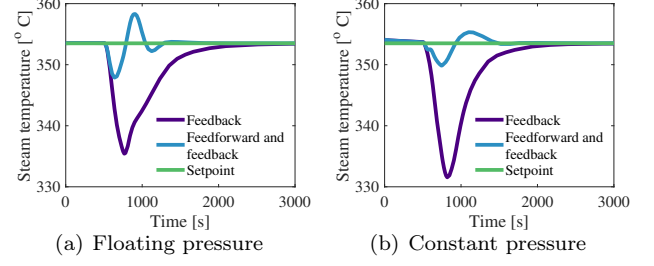 360
350
340
330
Steam temperature [° C]
Feedback
Feedforward and
feedback
Setpoint
0 1000 2000 3000
Time [s]
(a) Floating pressure
360
350
340
330
Steam temperature [° C]
Feedback
Feedforward and
feedback
Setpoint
0 1000 2000 3000
Time [s]
(b) Constant pressure